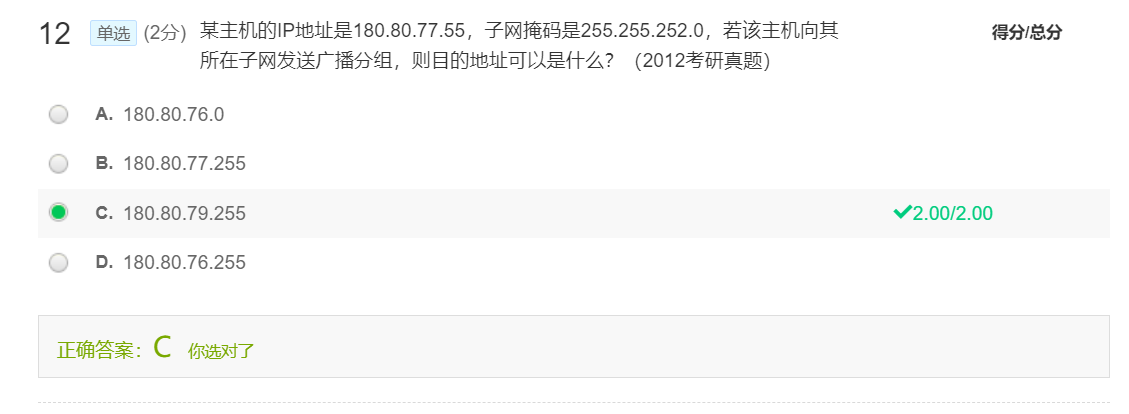 12 单选 (2分) 某主机的IP地址是180.80.77.55，子网掩码是255.255.252.0，若该主机向其 得分/总分
所在子网发送广播分组，则目的地址可以是什么？（2012考研真题）
A. 180.80.76.0
B. 180.80.77.255
C. 180.80.79.255 2.00/2.00
D. 180.80.76.255
正确答案：C 你选对了